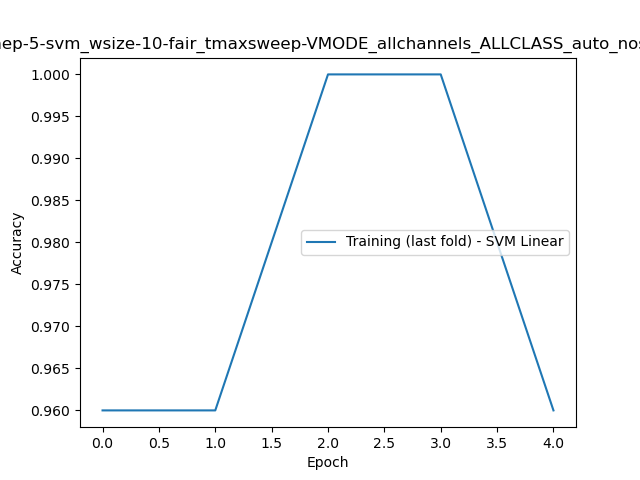 ep-5-svm_wsize-10-fair_tmaxsweep-VMODE_allchannels_ALLCLASS_auto_nos
1.000
0.995
0.990
0.985
0.980
0.975
0.970
0.965
0.960
Accuracy
Training (last fold) - SVM Linear
0.0 0.5 1.0 1.5 2.0 2.5 3.0 3.5 4.0
Epoch